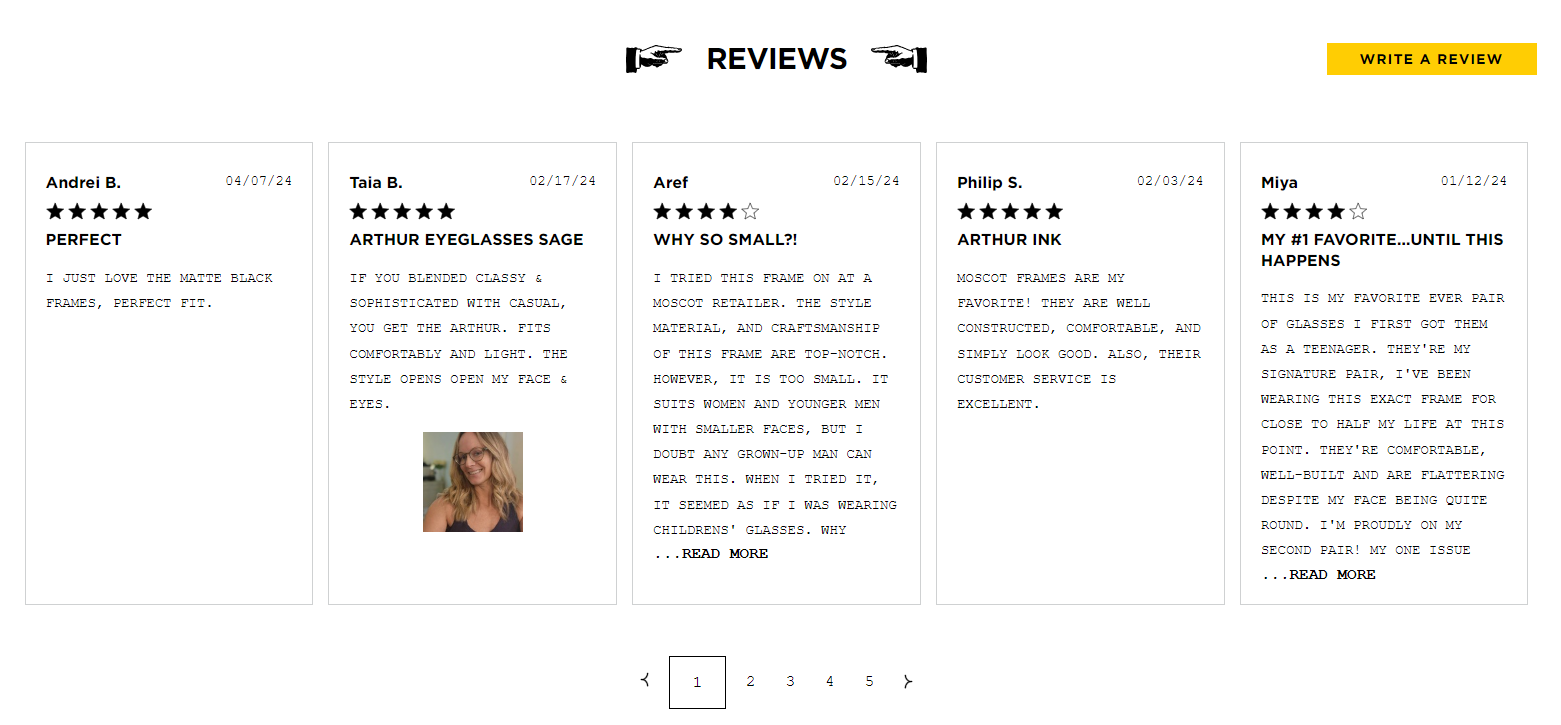 REVIEWS
WRITE A REVIEW
Andrei B. 04/07/24
PERFECT
I JUST LOVE THE MATTE BLACK
FRAMES, PERFECT FIT.
Taia B. 02/17/24
ARTHUR EYEGLASSES SAGE
IF YOU BLENDED CLASSY &
SOPHISTICATED WITH CASUAL,
YOU GET THE ARTHUR. FITS
COMFORTABLY AND LIGHT. THE
STYLE OPENS OPEN MY FACE &
EYES.
Aref 02/15/24
WHY SO SMALL?!
I TRIED THIS FRAME ON AT A
MOSCOT RETAILER. THE STYLE
MATERIAL, AND CRAFTSMANSHIP
OF THIS FRAME ARE TOP-NOTCH.
HOWEVER, IT IS TOO SMALL. IT
SUITS WOMEN AND YOUNGER MEN
WITH SMALLER FACES, BUT I
DOUBT ANY GROWN-UP MAN CAN
WEAR THIS. WHEN I TRIED IT,
IT SEEMED AS IF I WAS WEARING
CHILDRENS' GLASSES. WHY
...READ MORE
Philip S. 02/03/24
ARTHUR INK
MOSCOT FRAMES ARE MY
FAVORITE! THEY ARE WELL
CONSTRUCTED, COMFORTABLE, AND
SIMPLY LOOK GOOD. ALSO, THEIR
CUSTOMER SERVICE IS
EXCELLENT.
Miya 01/12/24
MY #1 FAVORITE...UNTIL THIS
HAPPENS
THIS IS MY FAVORITE EVER PAIR
OF GLASSES I FIRST GOT THEM
AS A TEENAGER. THEY'RE MY
SIGNATURE PAIR, I'VE BEEN
WEARING THIS EXACT FRAME FOR
CLOSE TO HALF MY LIFE AT THIS
POINT. THEY'RE COMFORTABLE,
WELL-BUILT AND ARE FLATTERING
DESPITE MY FACE BEING QUITE
ROUND. I'M PROUDLY ON MY
SECOND PAIR! MY ONE ISSUE
...READ MORE
1 2 3 4 5